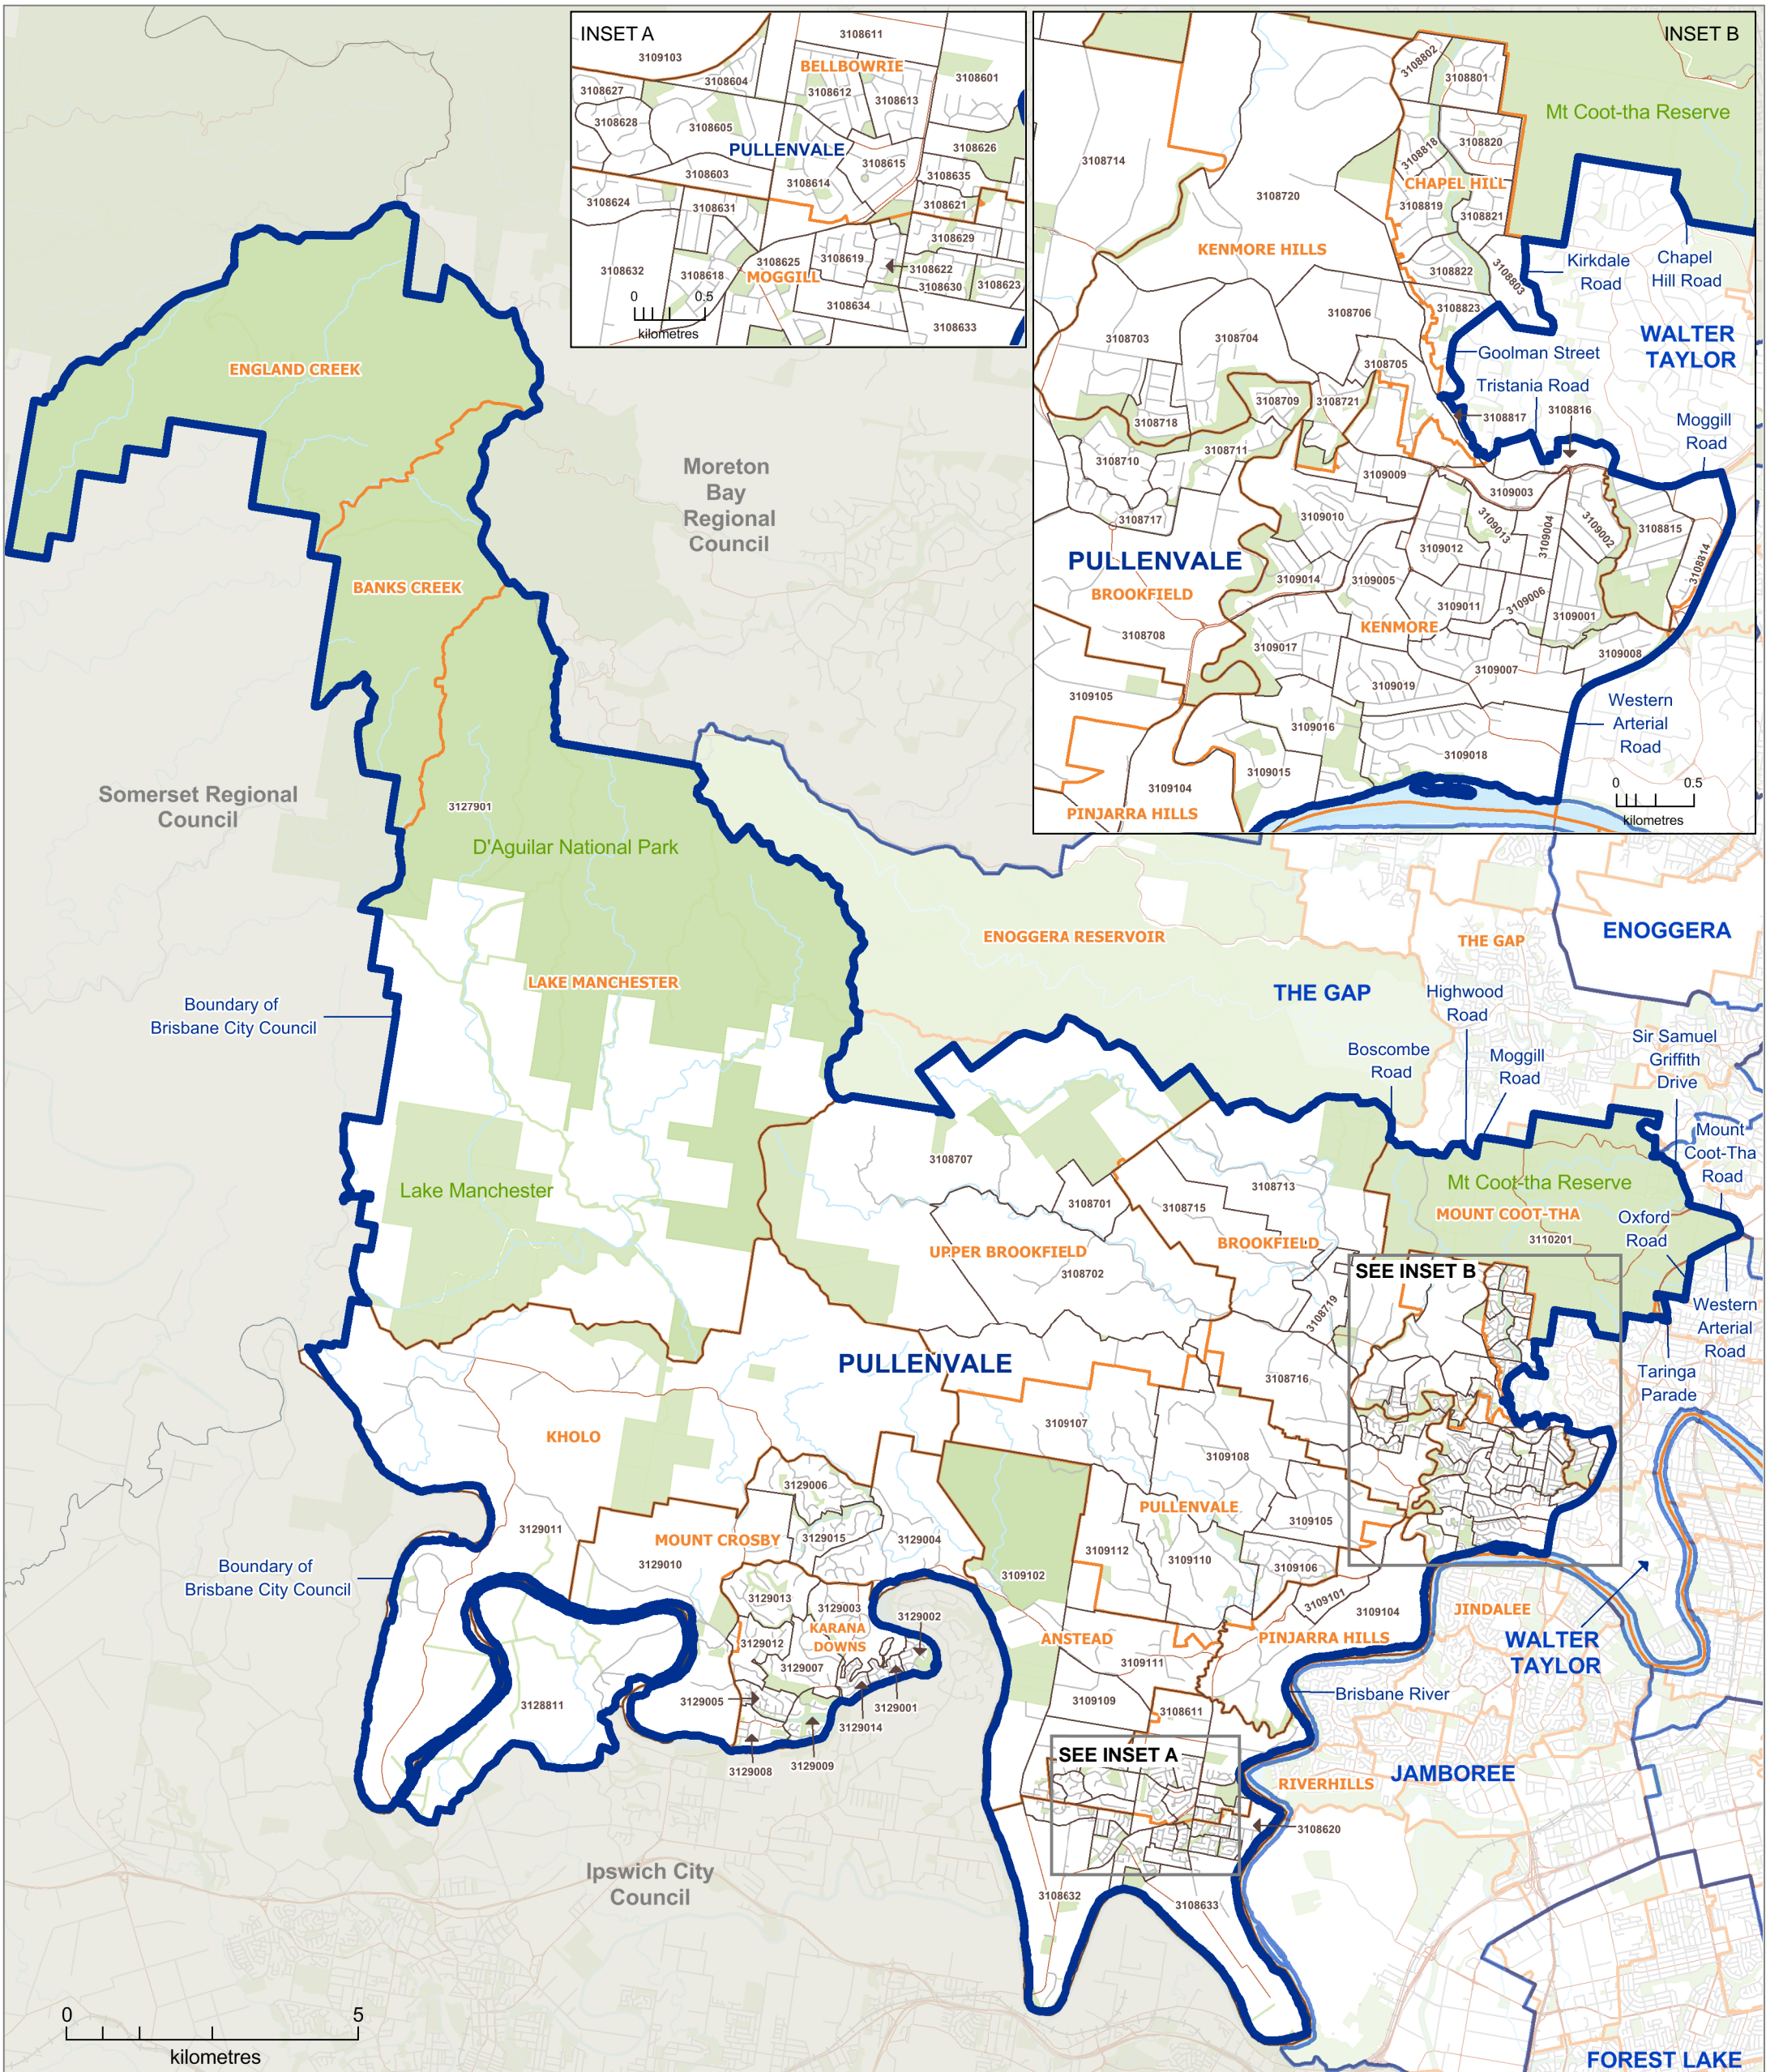 INSET A
3109103
3108611
BELLBOWRIE
3108604
3108601
3108627
3108612
3108613
3108628
3108605
PULLENVALE
3108626
3108615
3108603
3108614
3108635
3108624
3108631
3108621
3108629
3108632
3108618
3108625
3108619
3108622
MOGGILL
3108630
3108623
3108634
3108633
0 0.5
kilometres
INSET B
3108802
3108801
Mt Coot-tha Reserve
3108714
3108818
3108820
3108720
CHAPEL HILL
3108819
3108821
KENMORE HILLS
Kirkdale
Road
Chapel
Hill Road
3108822
3108803
3108706
3108823
WALTER
TAYLOR
3108703
3108704
Goolman Street
3108705
Tristania Road
3108709
3108721
3108817
3108816
Moggill
Road
3108718
3108711
3108710
3109009
3109003
3108717
3109010
3109013
3109004
3109002
3108815
3108814
3109012
PULLENVALE
3109014
3109005
BROOKFIELD
3109011
3109006
3109001
KENMORE
3108708
3109017
3109008
3109007
3109019
3109105
3109016
Western
Arterial
Road
3109018
3109015
3109104
PINJARRA HILLS
0 0.5
kilometres
ENGLAND CREEK
Moreton
Bay
Regional
Council
BANKS CREEK
Somerset Regional
Council
3127901
D'Aguilar National Park
ENOGGERA RESERVOIR
THE GAP
ENOGGERA
LAKE MANCHESTER
THE GAP
Highwood
Road
Boundary of
Brisbane City Council
Boscombe
Road
Moggill
Road
Sir Samuel
Griffith
Drive
Mount
Coot-Tha
Road
3108707
Lake Manchester
3108701
3108713
3108715
Mt Coot-tha Reserve
MOUNT COOT-THA
Oxford
Road
3110201
UPPER BROOKFIELD
BROOKFIELD
3108702
SEE INSET B
3108719
Western
Arterial
Road
PULLENVALE
Taringa
Parade
3108716
KHOLO
3109107
3109108
3129006
PULLENVALE
3129011
MOUNT CROSBY
3129015
3129004
3109105
3129010
3109112
3109110
3109106
Boundary of
Brisbane City Council
3109102
3129013
3129003
3129002
3109101
3109104
JINDALEE
KARANA
DOWNS
3129012
ANSTEAD
PINJARRA HILLS
WALTER
TAYLOR
3129007
3109111
3129005
3128811
3109109
Brisbane River
3129001
3108611
3129014
3129008
3129009
SEE INSET A
RIVERHILLS
JAMBOREE
3108620
Ipswich City
Council
3108632
3108633
0 5
kilometres
FOREST LAKE